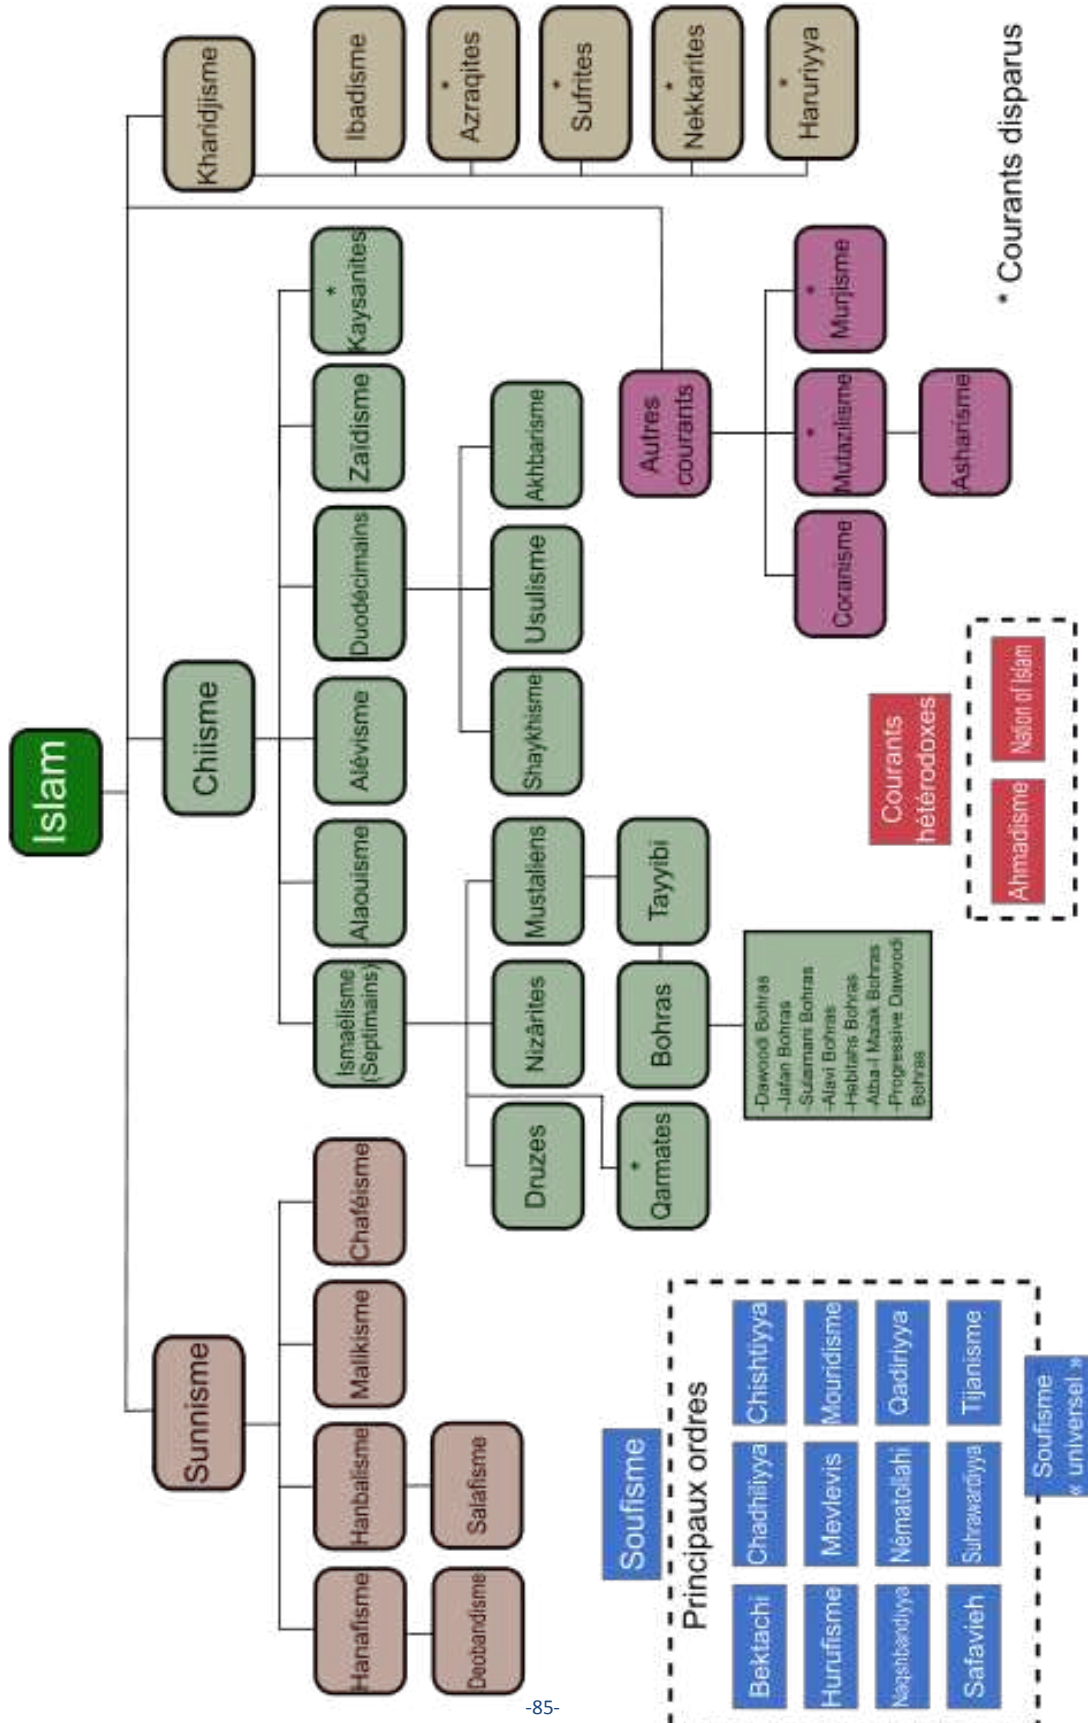 Islam
Sunnisme
Chiisme
Kharidjisme
Hanafisme
Hanbalisme
Malikisme
Chaféisme
Deobandisme
Salafisme
Ismaélisme
(Septimains)
Alaouisme
Alévisme
Duodécimains
Zaïdisme
*
Kaysanites
Druzes
Nizârites
Mustaliens
Shaykhisme
Usulisme
Akhbarisme
*
Qarmates
Bohras
Tayyibi
-Dawoodi Bohras
-Jafari Bohras
-Sulaimani Bohras
-Alavi Bohras
-Hebtiahs Bohras
-Atba-I Malak Bohras
-Progressive Dawoodi
Bohras
Ibadisme
*
Azraqites
*
Sufrites
*
Nekkarites
*
Haruriyya
Autres
courants
Coranisme
*
Mutazilisme
*
Murjisme
Asharisme
* Courants disparus
Courants
hétérodoxes
Ahmadisme
Nation of Islam
Soufisme
Principaux ordres
Bektachi
Chadhiliyya
Chishtiyya
Hurufisme
Mevlevis
Mouridisme
Naqshbandiyya
Nématollahi
Qadiriyya
Safavieh
Suhrawardiyya
Tijanisme
Soufisme
« universel »
-85-